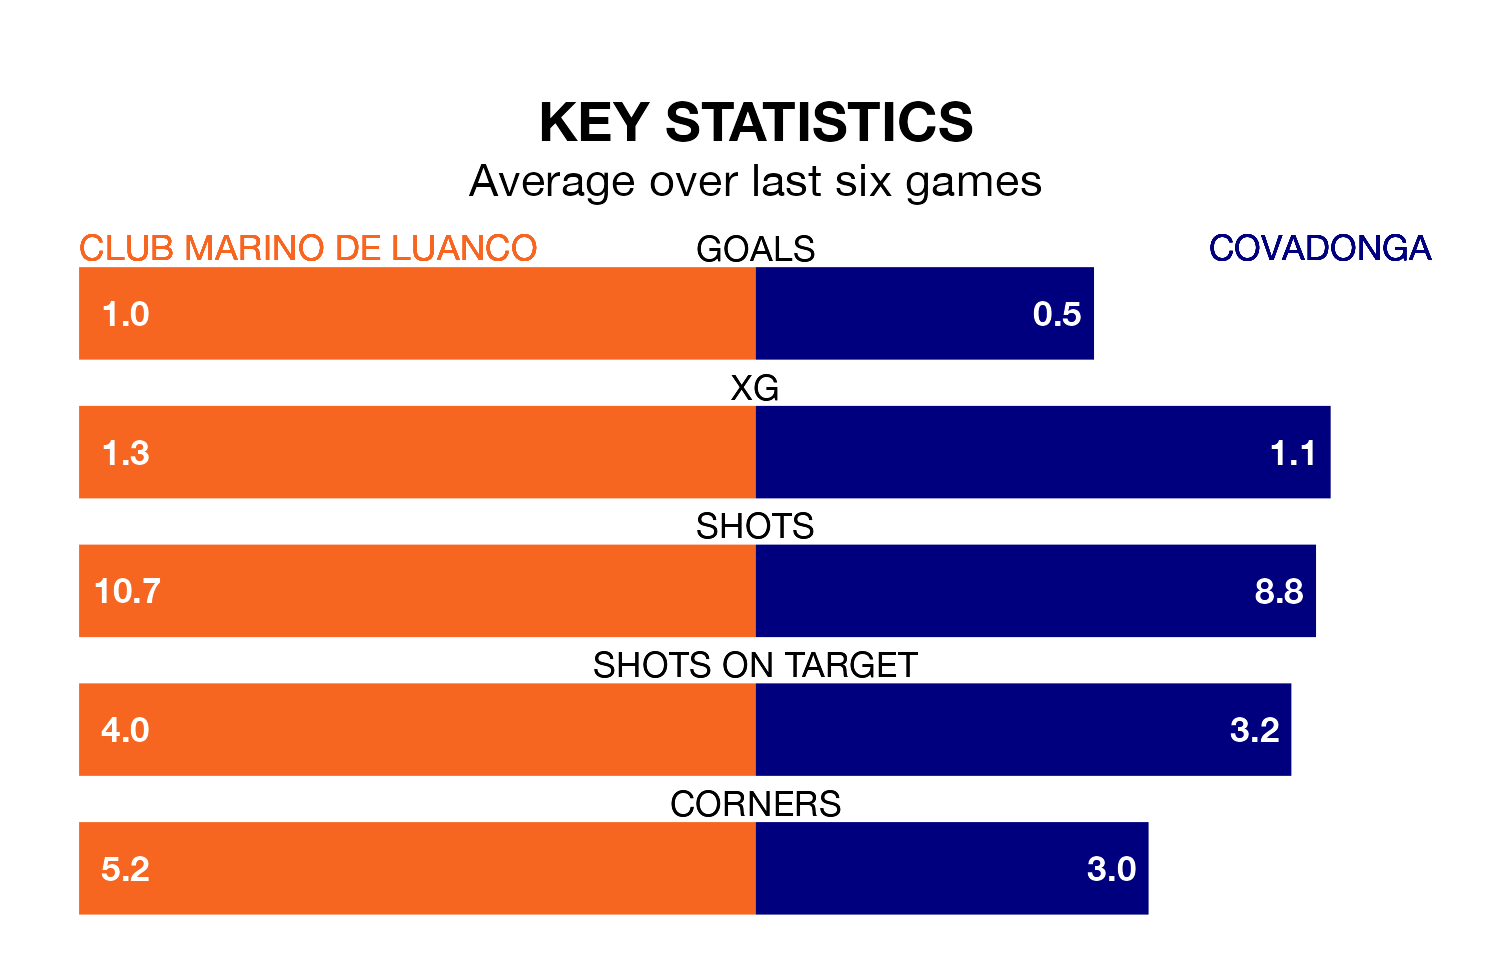 KEY STATISTICS
Average over last six games
CLUB MARINO DE LUANCO GOALS COVADONGA
1.0 0.5
XG
1.3 1.1
SHOTS
10.7 8.8
SHOTS ON TARGET
4.0 3.2
CORNERS
5.2 3.0